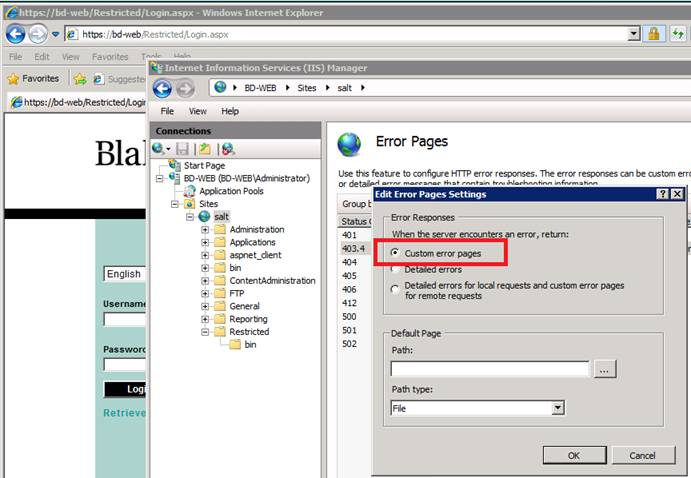 https://bd-web/Restricted/Login.aspx - Windows Internet Explorer
https://bd-web/Restricted/Login.aspx
File Edit View Favorites Tools Help
Favorites Suggested
https://bd-web/Restricted/Login
Blak
English
Username
Password
Logi
Retrieve
Internet Information Services (IIS) Manager
BD-WEB Sites salt
File View Help
Connections
Start Page
BD-WEB (BD-WEB\Administrator)
Application Pools
Sites
salt
Administration
Applications
aspnet_client
bin
ContentAdministration
FTP
General
Reporting
Restricted
bin
Error Pages
Use this feature to configure HTTP error responses. The error responses can be custom erro
or detailed error messages that contain troubleshooting information.
Group b
Status C
401
403.4
404
405
406
412
500
501
502
Edit Error Pages Settings
Error Responses
When the server encounters an error, return:
Custom error pages
Detailed errors
Detailed errors for local requests and custom error pages
for remote requests
Default Page
Path:
...
Path type:
File
OK Cancel